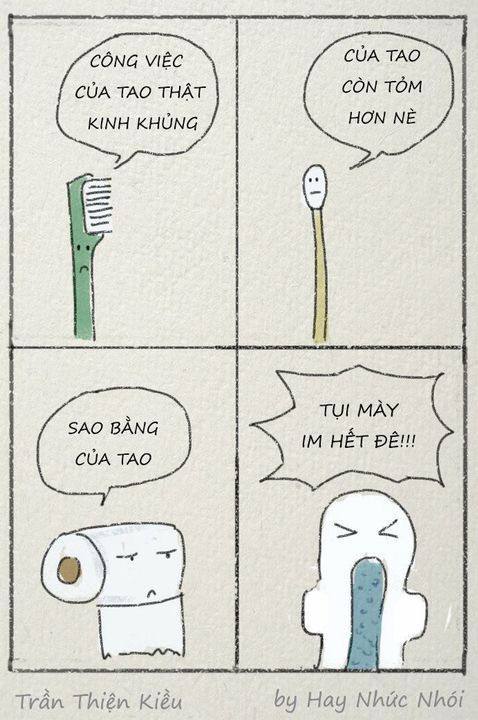 CÔNG VIỆC
CỦA TAO THẬT
KINH KHỦNG
CỦA TAO
CÒN TỞM
HƠN NÈ
SAO BẰNG
CỦA TAO
TỤI MÀY
IM HẾT ĐÊ!!!
Trần Thiện Kiều
by Hay Nhức Nhói